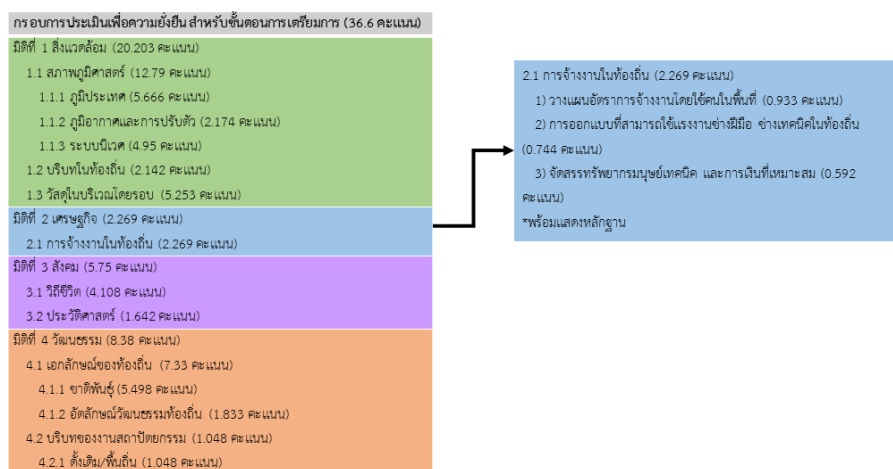 กรอบการประเมินเพื่อความยั่งยืน สำหรับขั้นตอนการเตรียมการ (36.6 คะแนน)
มิติที่ 1 สิ่งแวดล้อม (20.203 คะแนน)
1.1 สภาพภูมิศาสตร์ (12.79 คะแนน)
1.1.1 ภูมิประเทศ (5.666 คะแนน)
1.1.2 ภูมิอากาศและการปรับตัว (2.174 คะแนน)
1.1.3 ระบบนิเวศ (4.95 คะแนน)
1.2 บริบทในท้องถิ่น (2.142 คะแนน)
1.3 วัสดุในบริเวณโดยรอบ (5.253 คะแนน)
มิติที่ 2 เศรษฐกิจ (2.269 คะแนน)
2.1 การจ้างงานในท้องถิ่น (2.269 คะแนน)
มิติที่ 3 สังคม (5.75 คะแนน)
3.1 วิถีชีวิต (4.108 คะแนน)
3.2 ประวัติศาสตร์ (1.642 คะแนน)
มิติที่ 4 วัฒนธรรม (8.38 คะแนน)
4.1 เอกลักษณ์ของท้องถิ่น (7.33 คะแนน)
4.1.1 ชาติพันธุ์ (5.498 คะแนน)
4.1.2 อัตลักษณ์วัฒนธรรมท้องถิ่น (1.833 คะแนน)
4.2 บริบทของงานสถาปัตยกรรม (1.048 คะแนน)
4.2.1 ดั้งเดิม/พื้นถิ่น (1.048 คะแนน)
2.1 การจ้างงานในท้องถิ่น (2.269 คะแนน)
1) วางแผนอัตราการจ้างงานโดยใช้คนในพื้นที่ (0.933 คะแนน)
2) การออกแบบที่สามารถใช้แรงงานช่างฝีมือ ช่างเทคนิคในท้องถิ่น
(0.744 คะแนน)
3) จัดสรรทรัพยากรมนุษย์เทคนิค และการเงินที่เหมาะสม (0.592
คะแนน)
*พร้อมแสดงหลักฐาน